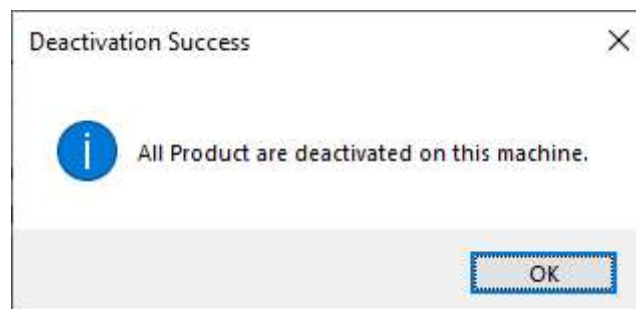 Deactivation Success
All Product are deactivated on this machine.
OK